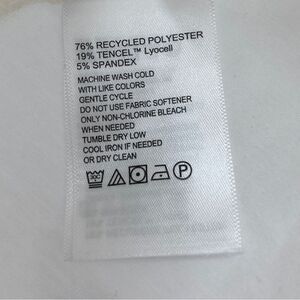 76% RECYCLED POLYESTER
19% TENCEL™ Lyocell
5% SPANDEX
MACHINE WASH COLD
WITH LIKE COLORS
GENTLE CYCLE
DO NOT USE FABRIC SOFTENER
ONLY NON-CHLORINE BLEACH
WHEN NEEDED
TUMBLE DRY LOW
COOL IRON IF NEEDED
OR DRY CLEAN